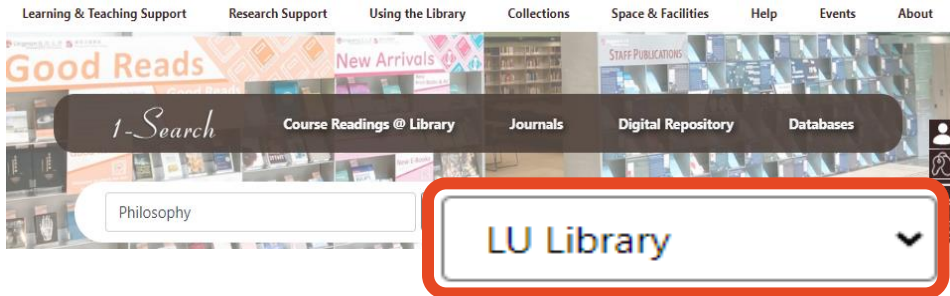 Learning & Teaching Support Research Support Using the Library Collections Space & Facilities Help Events About
Good Reads New Arrivals STAFF PUBLICATIONS
1-Search Course Readings @ Library Journals Digital Repository Databases
Philosophy
LU Library